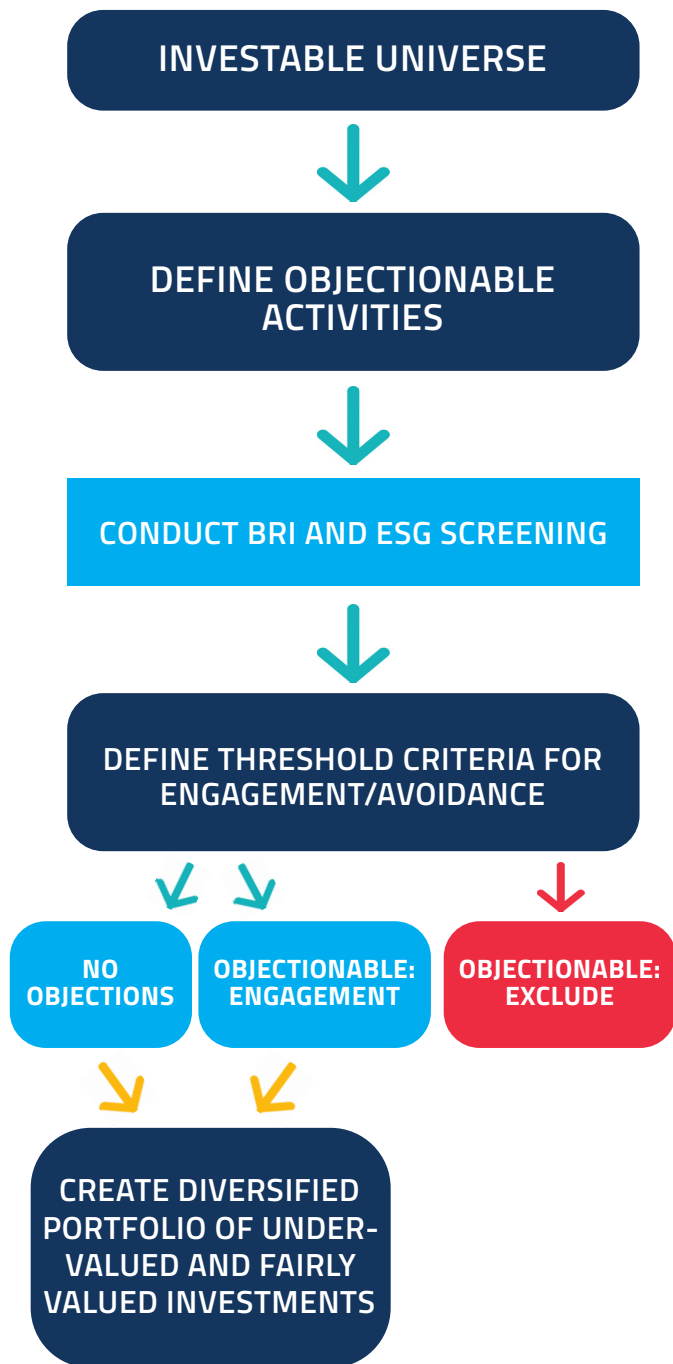 INVESTABLE UNIVERSE
DEFINE OBJECTIONABLE
ACTIVITIES
CONDUCT BRI AND ESG SCREENING
DEFINE THRESHOLD CRITERIA FOR
ENGAGEMENT/AVOIDANCE
NO
OBJECTIONS
OBJECTIONABLE:
ENGAGEMENT
OBJECTIONABLE:
EXCLUDE
CREATE DIVERSIFIED
PORTFOLIO OF UNDER-
VALUED AND FAIRLY
VALUED INVESTMENTS